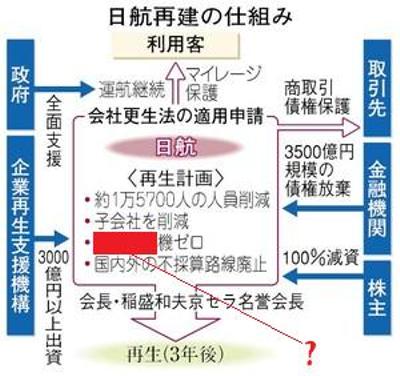 日航再建の仕組み
利用客
政府
全面支援
運航継続
マイレージ
保護
商取引
債権保護
取引先
会社更生法の適用申請
日航
〈再生計画〉
・約1万5700人の人員削減
・子会社を削減
・機ゼロ
・国内外の不採算路線廃止
企業再生支援機構
3000億円以上出資
3500億円
規模の
債権放棄
金融機関
100%減資
株主
会長・稲盛和夫京セラ名誉会長
再生(3年後)
?